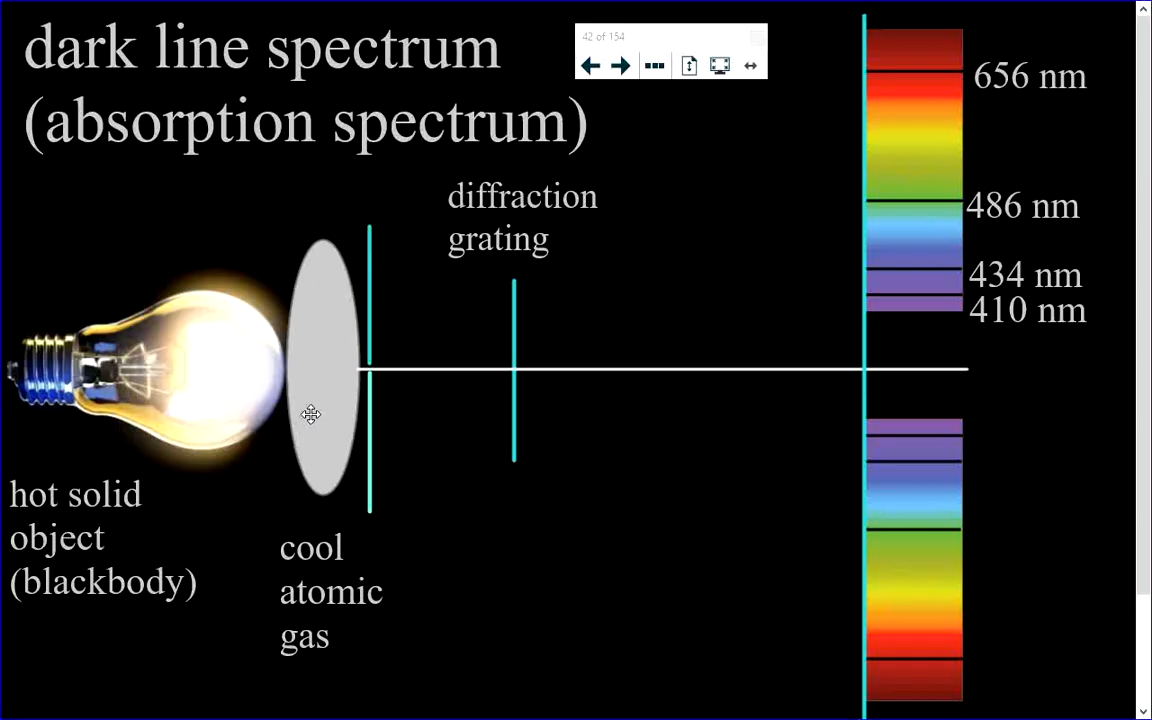 dark line spectrum
(absorption spectrum)
42 of 154
656 nm
diffraction
grating
486 nm
434 nm
410 nm
hot solid
object
(blackbody)
cool
atomic
gas